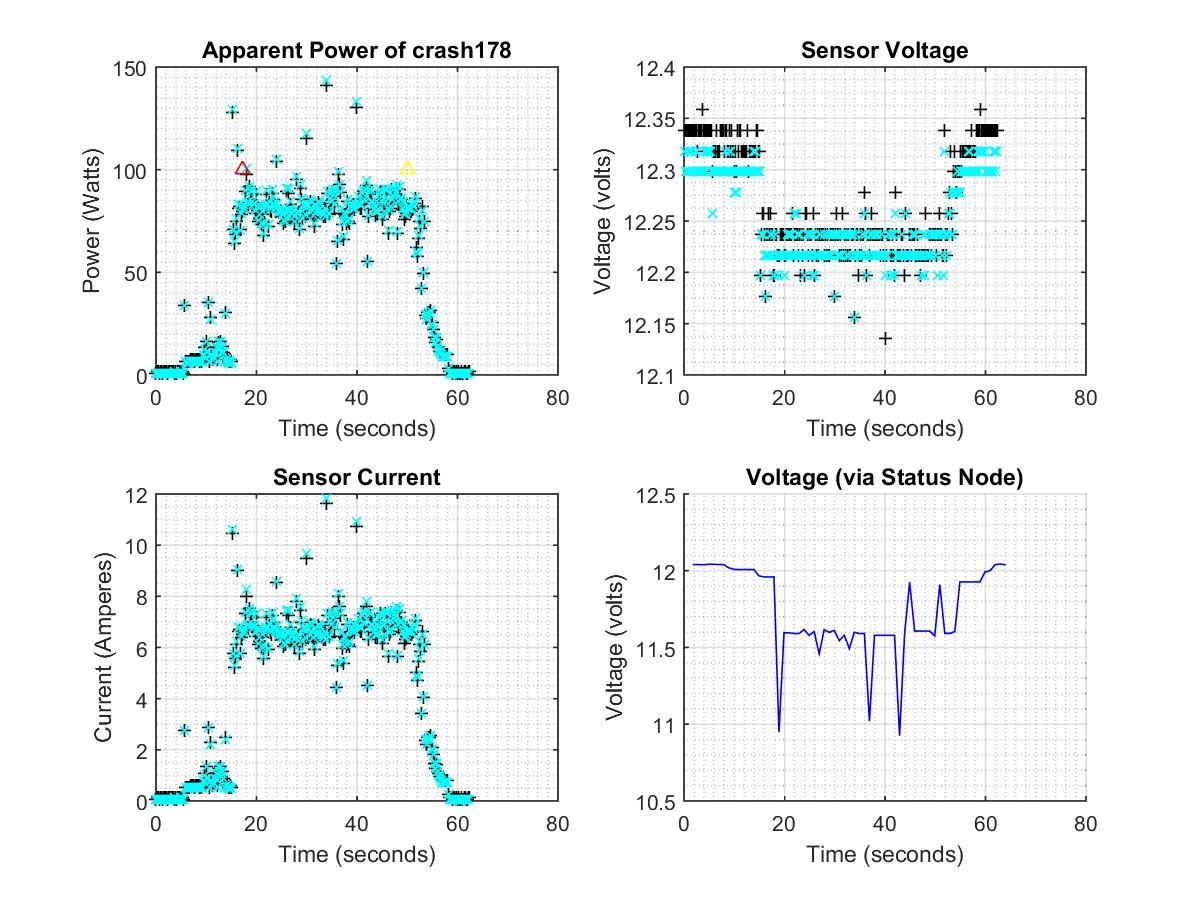 Apparent Power of crash178
150
100
50
0
Power (Watts)
0 20 40 60 80
Time (seconds)
Sensor Voltage
12.4
12.35
12.3
12.25
12.2
12.15
12.1
Voltage (volts)
0 20 40 60 80
Time (seconds)
Sensor Current
12
10
8
6
4
2
0
Current (Amperes)
0 20 40 60 80
Time (seconds)
Voltage (via Status Node)
12.5
12
11.5
11
10.5
Voltage (volts)
0 20 40 60 80
Time (seconds)